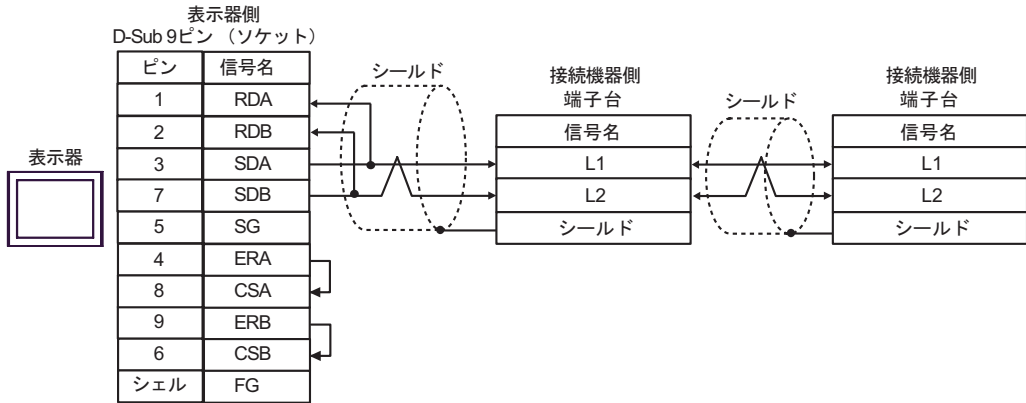 表示器側
D-Sub 9ピン （ソケット）
ピン 信号名
1 RDA
2 RDB
3 SDA
7 SDB
5 SG
4 ERA
8 CSA
9 ERB
6 CSB
シェル FG
表示器
シールド
接続機器側
端子台
信号名
L1
L2
シールド
シールド
接続機器側
端子台
信号名
L1
L2
シールド